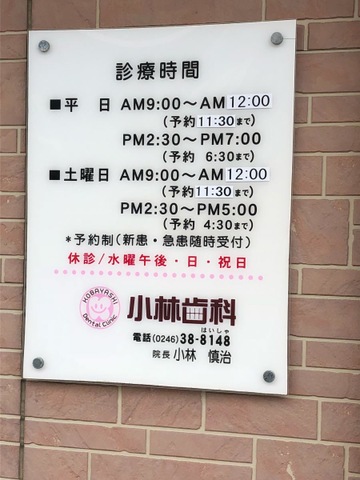 診療時間
■平　日 AM9:00～AM12:00
(予約11:30まで)
PM2:30～PM7:00
(予約 6:30まで)
■土曜日 AM9:00～AM12:00
(予約11:30まで)
PM2:30～PM5:00
(予約 4:30まで)
*予約制(新患・急患随時受付)
休診/水曜午後・日・祝日
KOBAYASHI
Dental Clinic
小林歯科
はいしゃ
電話(0246)38-8148
院長 小林　慎治